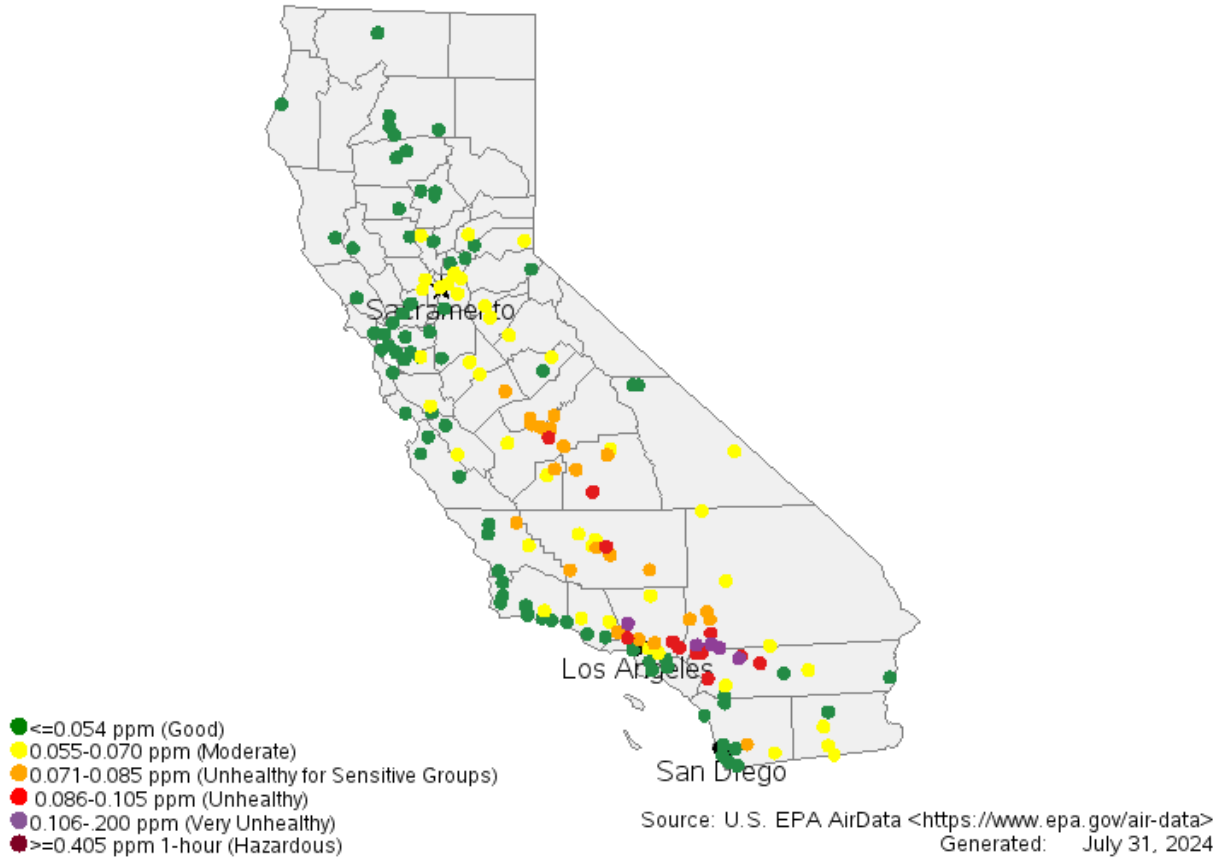 Sacramento
Los Angeles
San Diego
<=0.054 ppm (Good)
0.055-0.070 ppm (Moderate)
0.071-0.085 ppm (Unhealthy for Sensitive Groups)
0.086-0.105 ppm (Unhealthy)
0.106-.200 ppm (Very Unhealthy)
>=0.405 ppm 1-hour (Hazardous)
Source: U.S. EPA AirData <https://www.epa.gov/air-data>
Generated: July 31, 2024